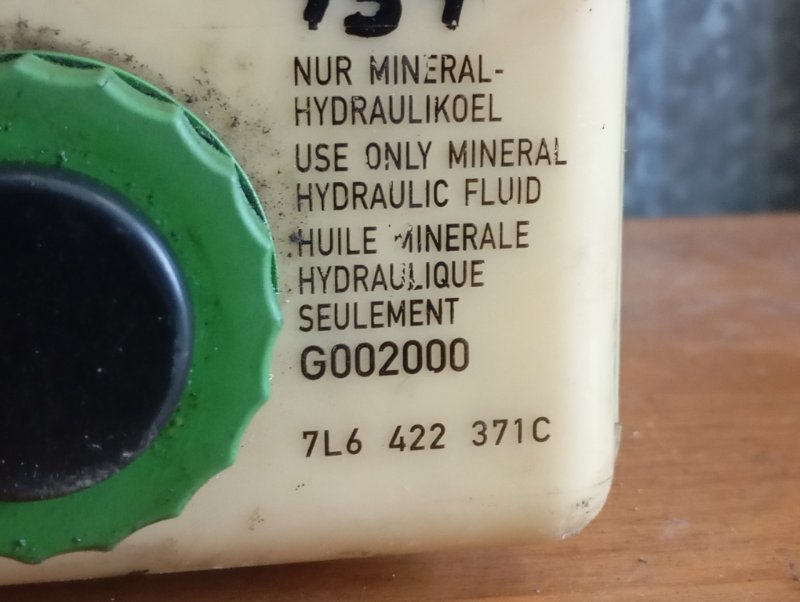 NUR MINERAL-
HYDRAULIKOEL
USE ONLY MINERAL
HYDRAULIC FLUID
HUILE MINERALE
HYDRAULIQUE
SEULEMENT
G002000
7L6 422 371C